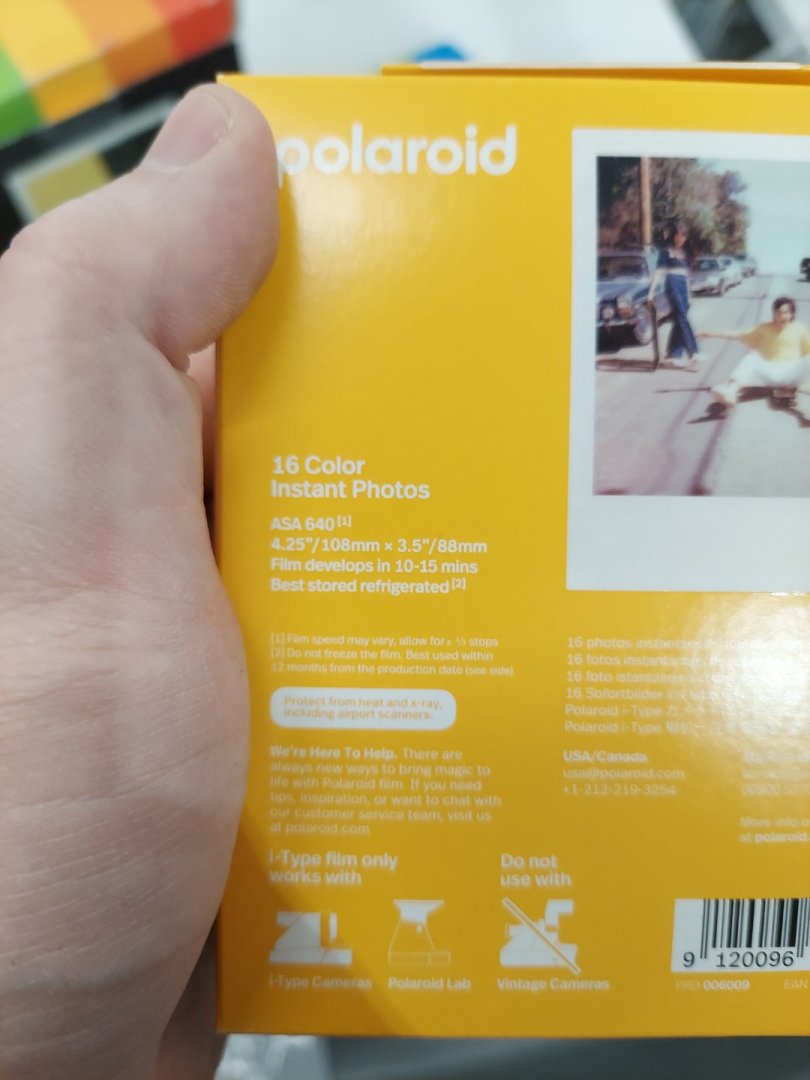 polaroid
16 Color
Instant Photos
ASA 640 [1]
4.25”/108mm × 3.5”/88mm
Film develops in 10-15 mins
Best stored refrigerated [2]
[1] Film speed may vary, allow for ± ⅓ stops
[2] Do not freeze the film. Best used within
12 months from the production date (see side)
Protect from heat and x-ray,
including airport scanners.
We're Here To Help. There are
always new ways to bring magic to
life with Polaroid film. If you need
tips, inspiration, or want to chat with
our customer service team, visit us
at polaroid.com
16 photos
16 fotos
16 foto
16 Sofortbilder
Polaroid i-Type
Polaroid i-Type
USA/Canada
usa@polaroid.com
+1-212-219-3254
More info
at polaroid.
i-Type film only
works with
i-Type Cameras
Polaroid Lab
Do not
use with
Vintage Cameras
9 120096
PRD 006009 EAN